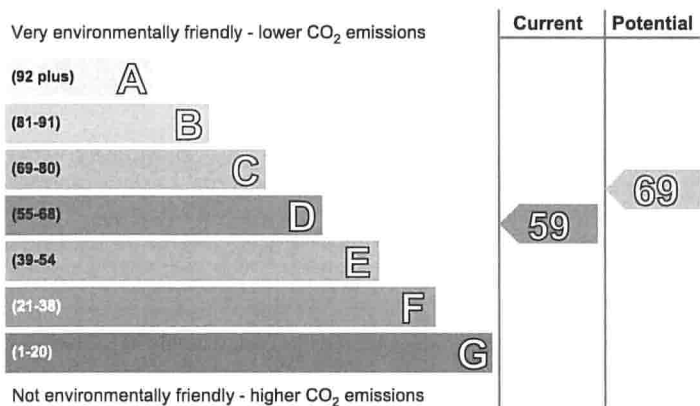 Current Potential
Very environmentally friendly - lower CO₂ emissions
(92 plus) A
(81-91) B
(69-80) C
69
(55-68) D
59
(39-54 E
(21-38) F
(1-20) G
Not environmentally friendly - higher CO₂ emissions